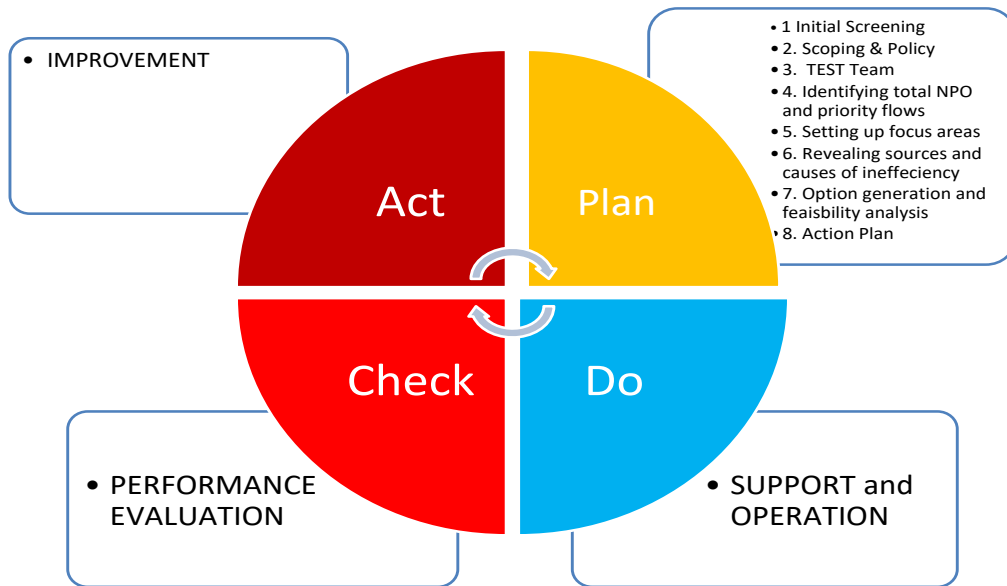 • IMPROVEMENT
• 1 Initial Screening
• 2. Scoping & Policy
• 3. TEST Team
• 4. Identifying total NPO
and priority flows
• 5. Setting up focus areas
• 6. Revealing sources and
causes of ineffeciency
• 7. Option generation and
feaisbility analysis
• 8. Action Plan
Act
Plan
Check
Do
• PERFORMANCE
EVALUATION
• SUPPORT and
OPERATION